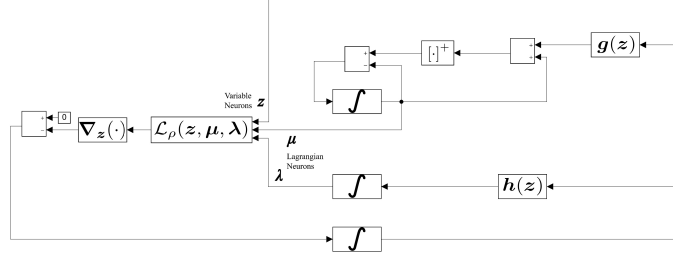 g(z)
[·]⁺
+
−
+
+
∫
Variable
Neurons
z
0
+
−
∇z(·)
ℒρ(z, μ, λ)
μ
Lagrangian
Neurons
λ
∫
h(z)
∫